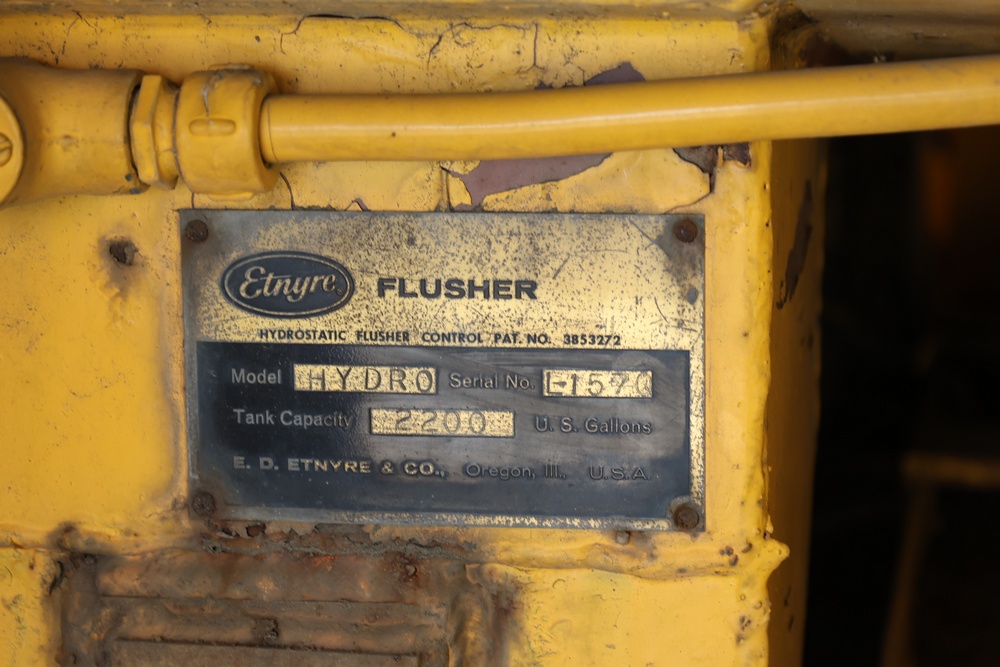 Etnyre FLUSHER
HYDROSTATIC FLUSHER CONTROL PAT. NO. 3853272
Model HYDRO Serial No.
Tank Capacity 2200 U. S. Gallons
E. D. ETNYRE & CO., Oregon, Ill., U.S.A.